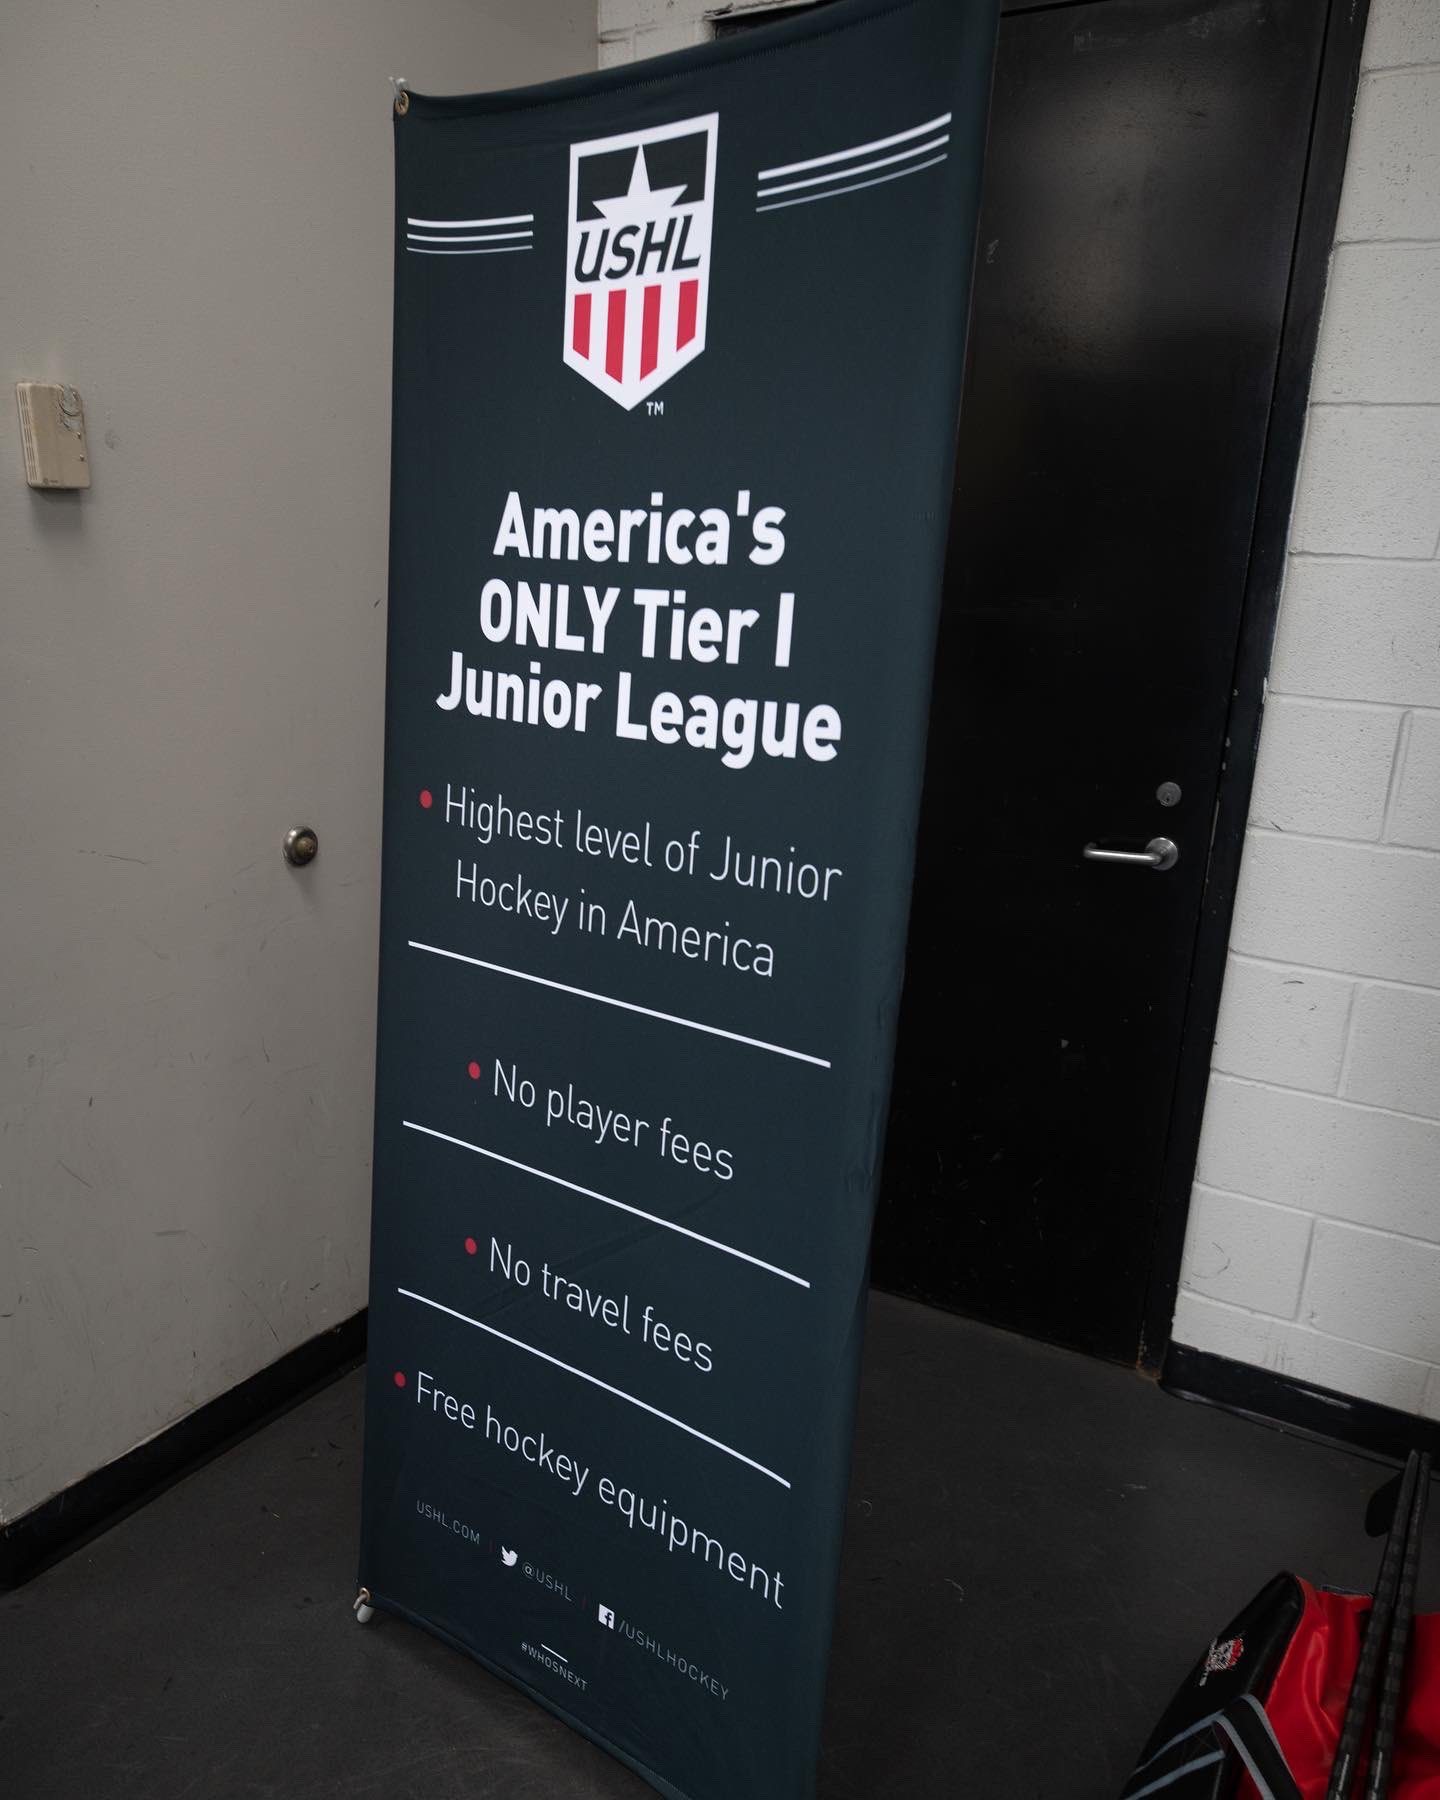 USHL
TM
America's
ONLY Tier I
Junior League
• Highest level of Junior
Hockey in America
• No player fees
• No travel fees
• Free hockey equipment
USHL.COM | @USHL | /USHLHOCKEY
#WHOSNEXT